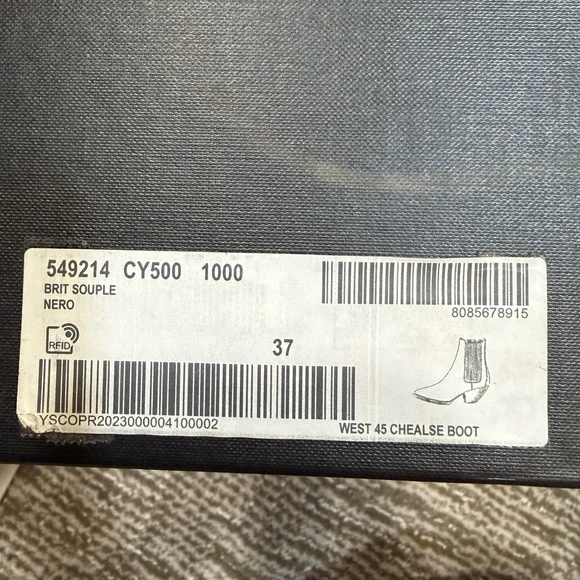 549214 CY500 1000
BRIT SOUPLE
NERO
8085678915
RFID
37
YSCOPR2023000004100002
WEST 45 CHEALSE BOOT